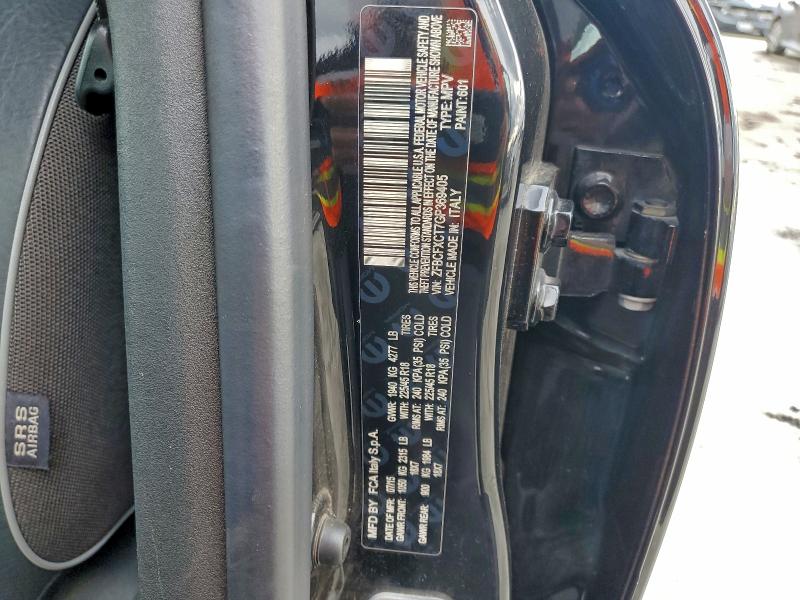 MFD BY FCA Italy S.p.A.
DATE OF MFR: 07/15 GVWR: 1940 KG 4277 LB
GAWR FRONT: 1050 KG 2315 LB WITH: 225/45 R18 TIRES
18X7 RIMS AT: 240 KPA(35 PSI) COLD
GAWR REAR: 900 KG 1984 LB WITH: 225/45 R18 TIRES
18X7 RIMS AT: 240 KPA(35 PSI) COLD
THIS VEHICLE CONFORMS TO ALL APPLICABLE U.S.A. FEDERAL MOTOR VEHICLE SAFETY AND
THEFT PREVENTION STANDARDS IN EFFECT ON THE DATE OF MANUFACTURE SHOWN ABOVE
VIN: ZFBCFXCT7GP369405 TYPE: MPV
VEHICLE MADE IN: ITALY PAINT: 601
SRS
AIRBAG